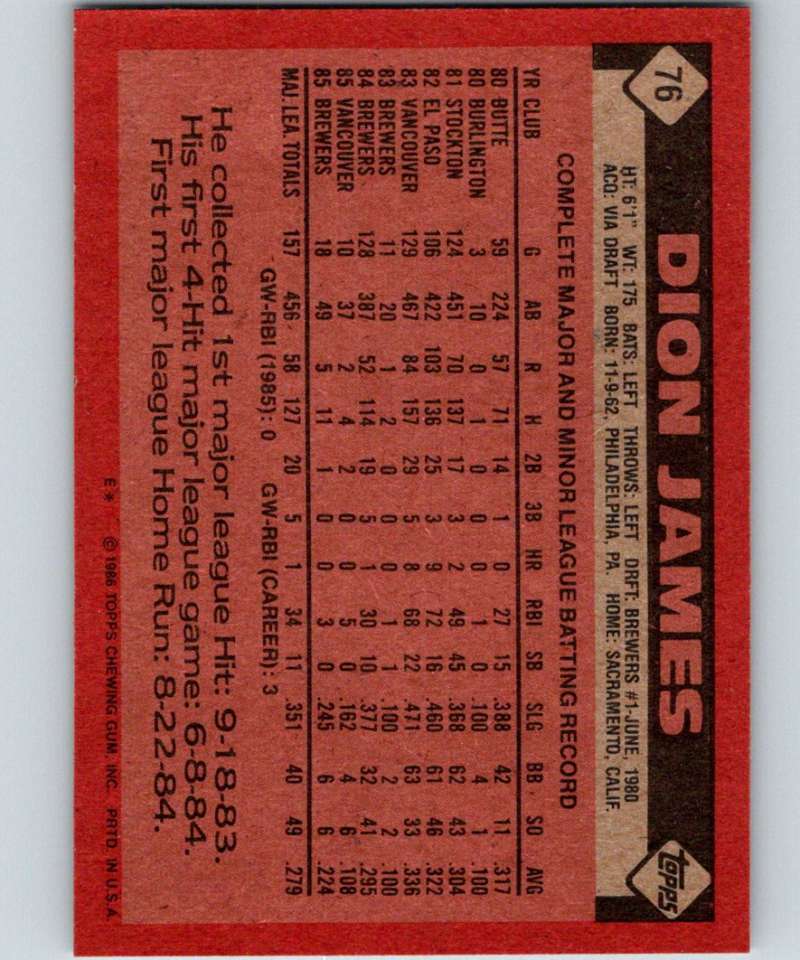 76
DION JAMES
topps
HT: 6'1" WT: 175 BATS: LEFT THROWS: LEFT DRFT: BREWERS #1-JUNE, 1980
ACQ: VIA DRAFT BORN: 11-9-62, PHILADELPHIA, PA. HOME: SACRAMENTO, CALIF.
COMPLETE MAJOR AND MINOR LEAGUE BATTING RECORD
YR CLUB G AB R H 2B 3B HR RBI SB SLG BB SO AVG
80 BUTTE 59 224 57 71 14 1 0 27 15 .388 42 11 .317
80 BURLINGTON 3 10 0 1 0 0 0 1 0 .100 4 1 .100
81 STOCKTON 124 451 70 137 17 3 2 49 45 .368 62 43 .304
82 EL PASO 106 422 103 136 25 3 9 72 16 .460 61 46 .322
83 VANCOUVER 129 467 84 157 29 5 8 68 22 .471 63 33 .336
83 BREWERS 11 20 1 2 0 0 0 1 1 .100 2 2 .100
84 BREWERS 128 387 52 114 19 5 1 30 10 .377 32 41 .295
85 VANCOUVER 10 37 2 4 2 0 0 5 0 .162 4 6 .108
85 BREWERS 18 49 5 11 1 0 0 3 0 .245 6 6 .224
MAJ. LEA. TOTALS 157 456 58 127 20 5 1 34 11 .351 40 49 .279
GW-RBI (1985): 0 GW-RBI (CAREER): 3
He collected 1st major league Hit: 9-18-83.
His first 4-Hit major league game: 6-8-84.
First major league Home Run: 8-22-84.
E* © 1986 TOPPS CHEWING GUM, INC. PRTD. IN U.S.A.